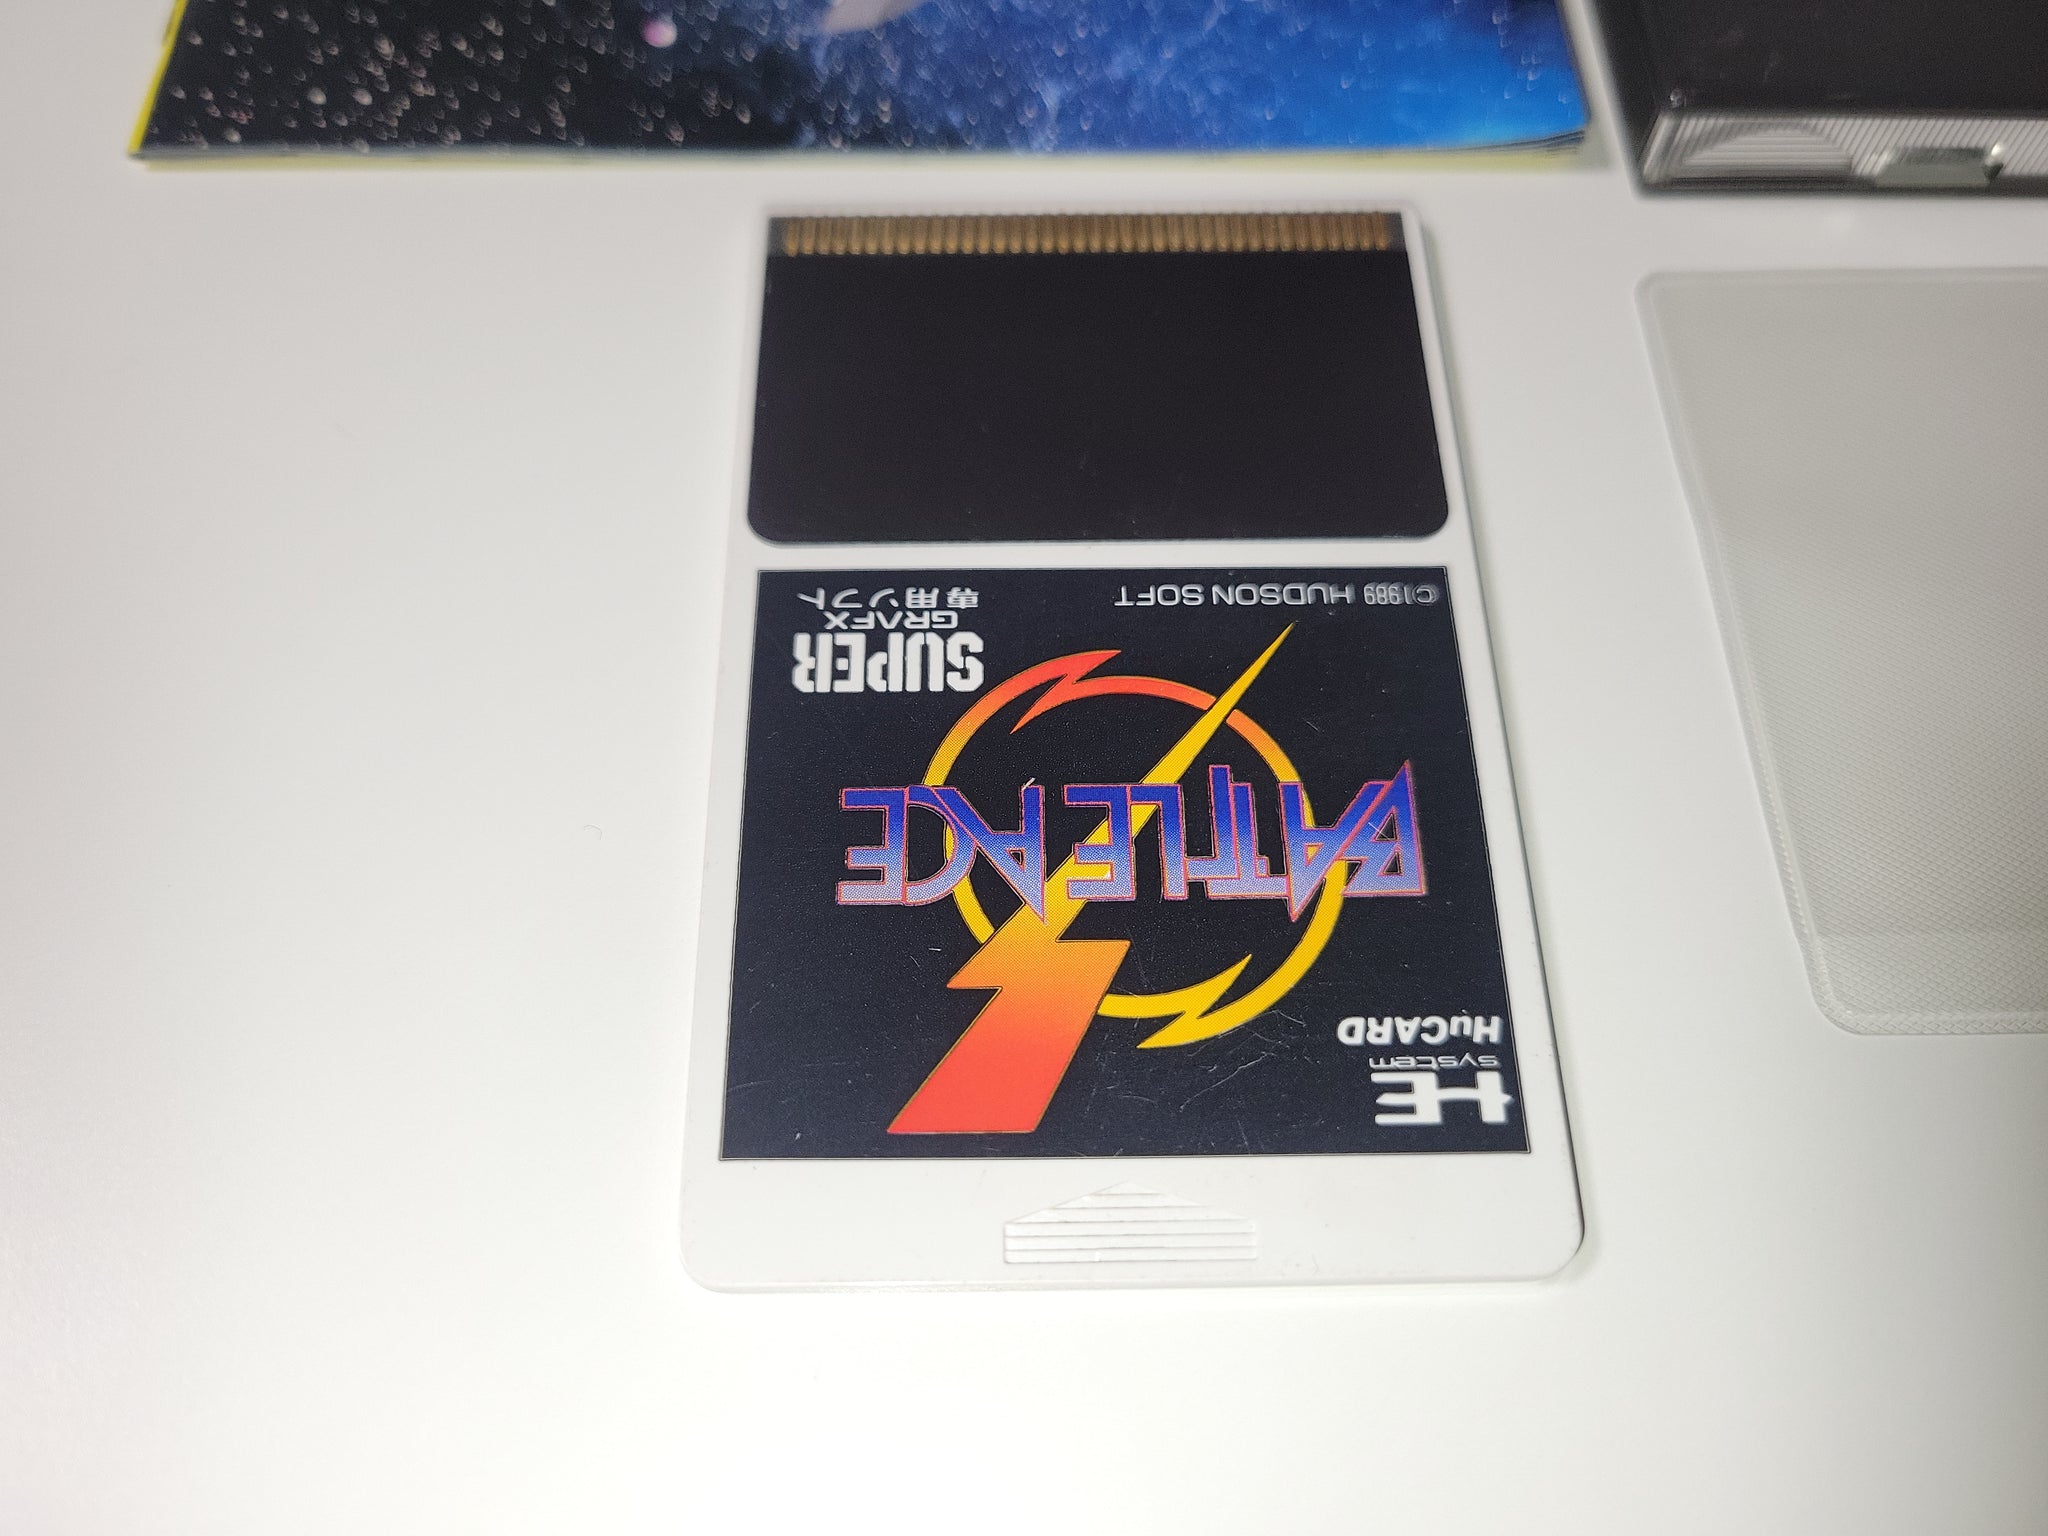 HE
system
HuCARD
BATTLE ACE
SUPER
GRAFX
専用ソフト
©1989 HUDSON SOFT